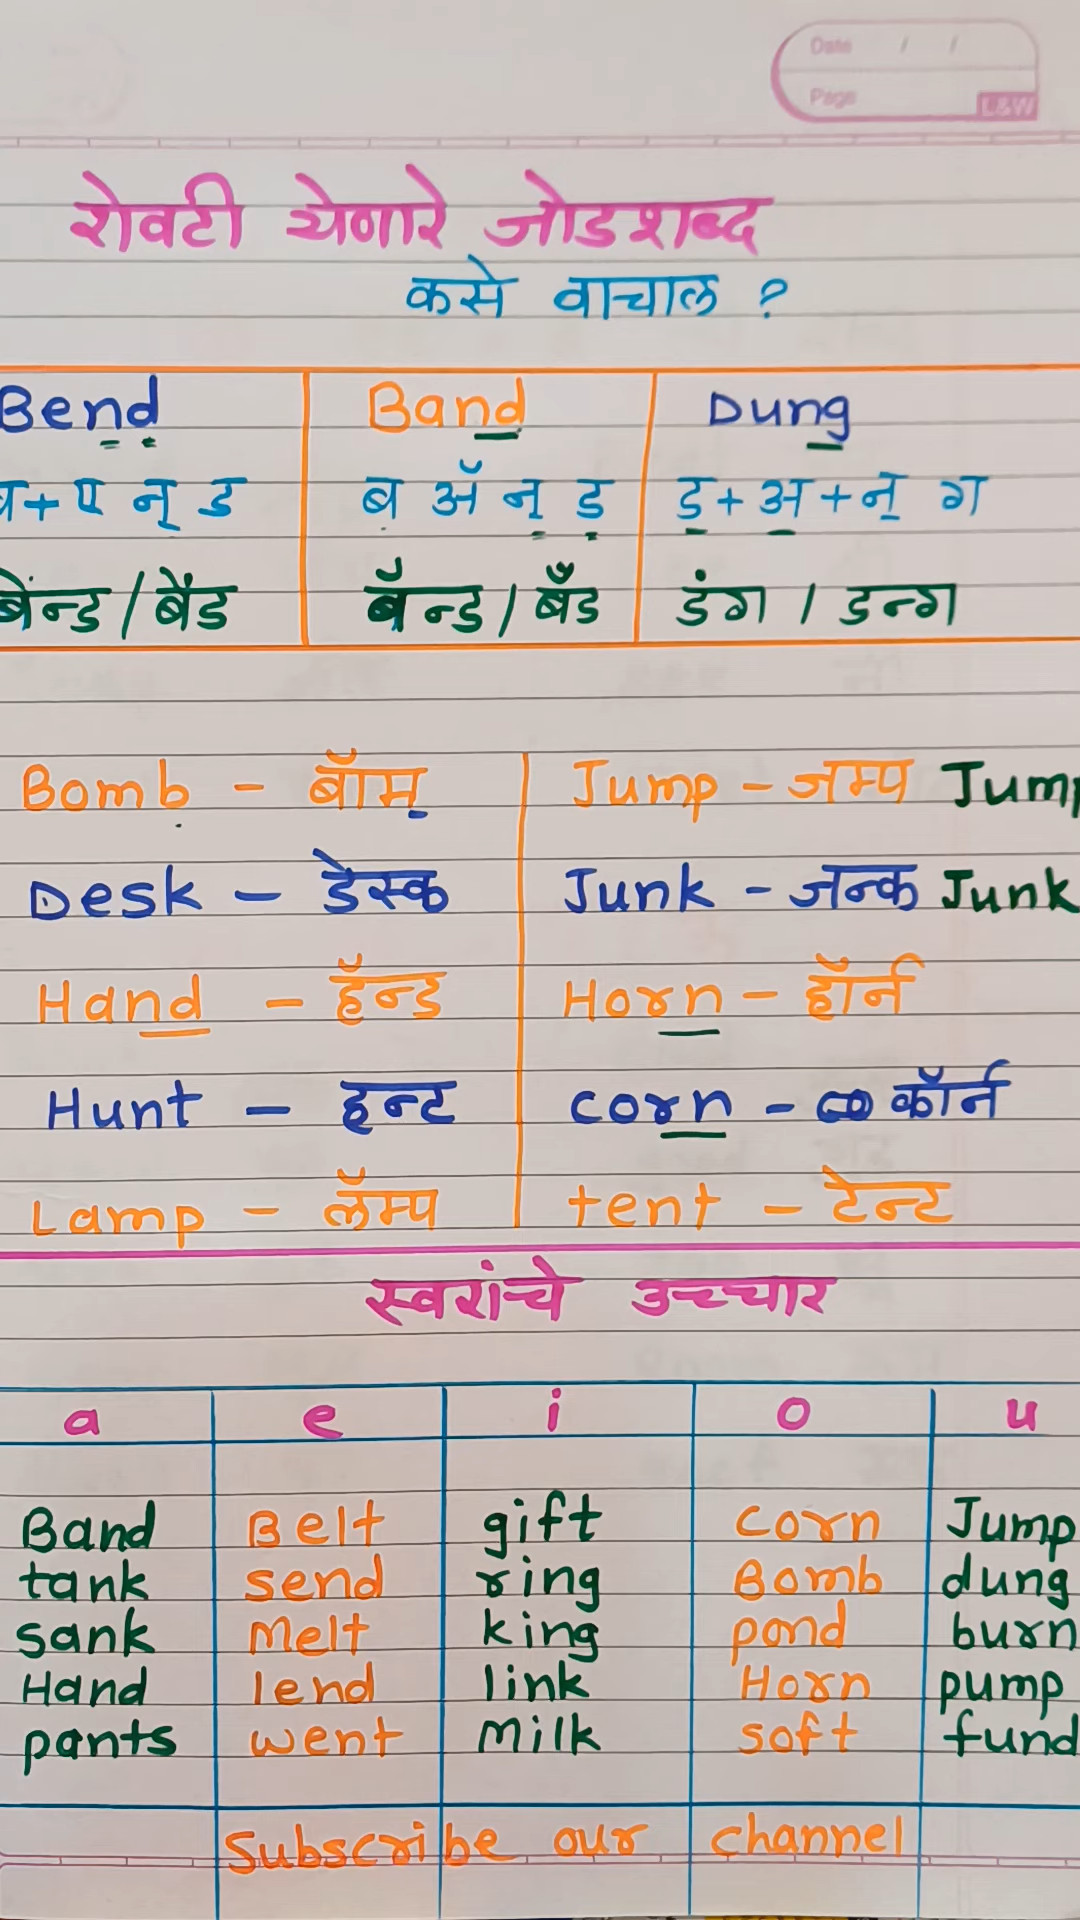 Date / /
Page
L&W
शेवटी येणारे जोडशब्द
कसे वाचाल ?
Bend Band Dung
ब+ए न् ड ब ॲ न् ड् ड्+अ+न् ग
बेंन्ड / बेंड बॅन्ड / बँड डंग / डन्ग
Bomb - बॉम् Jump - जम्प Jump
Desk - डेस्क Junk - जन्क Junk
Hand - हॅन्ड Horn - हॉर्न
Hunt - हन्ट corn - कॉर्न
Lamp - लॅम्प tent - टेन्ट
स्वरांचे उच्चार
a e i o u
Band Belt gift corn Jump
tank send ring Bomb dung
sank Melt king pond burn
Hand lend link Horn pump
pants went Milk soft fund
Subscribe our channel